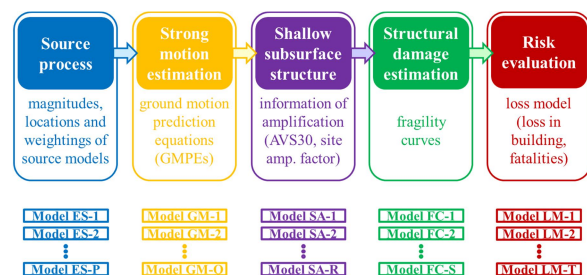 Source
process
magnitudes,
locations and
weightings of
source models
Strong
motion
estimation
ground motion
prediction
equations
(GMPEs)
Shallow
subsurface
structure
information of
amplification
(AVS30, site
amp. factor)
Structural
damage
estimation
fragility
curves
Risk
evaluation
loss model
(loss in
building,
fatalities)
Model ES-1
Model ES-2
Model ES-P
Model GM-1
Model GM-2
Model GM-Q
Model SA-1
Model SA-2
Model SA-R
Model FC-1
Model FC-2
Model FC-S
Model LM-1
Model LM-2
Model LM-T